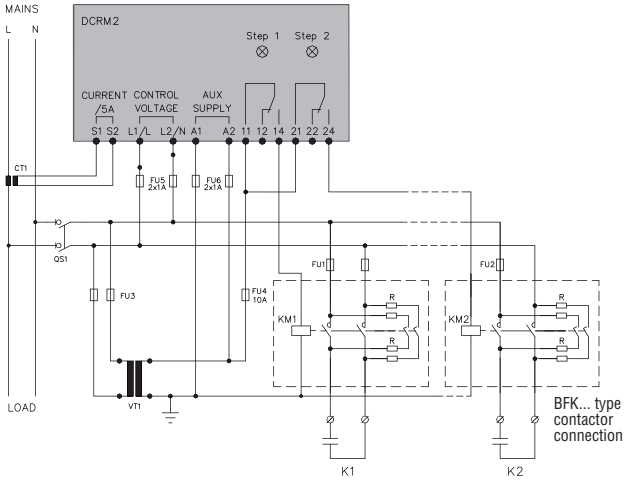 MAINS
L N
DCRM2
Step 1 Step 2
CURRENT
/5A
CONTROL
VOLTAGE
AUX
SUPPLY
S1 S2 L1/L L2/N A1 A2 11 12 14 21 22 24
CT1
FU5
2x1A
FU6
2x1A
QS1
FU1
FU2
FU3
FU4
10A
R
R
KM1
KM2
R
R
VT1
LOAD
BFK... type
contactor
connection
K1
K2